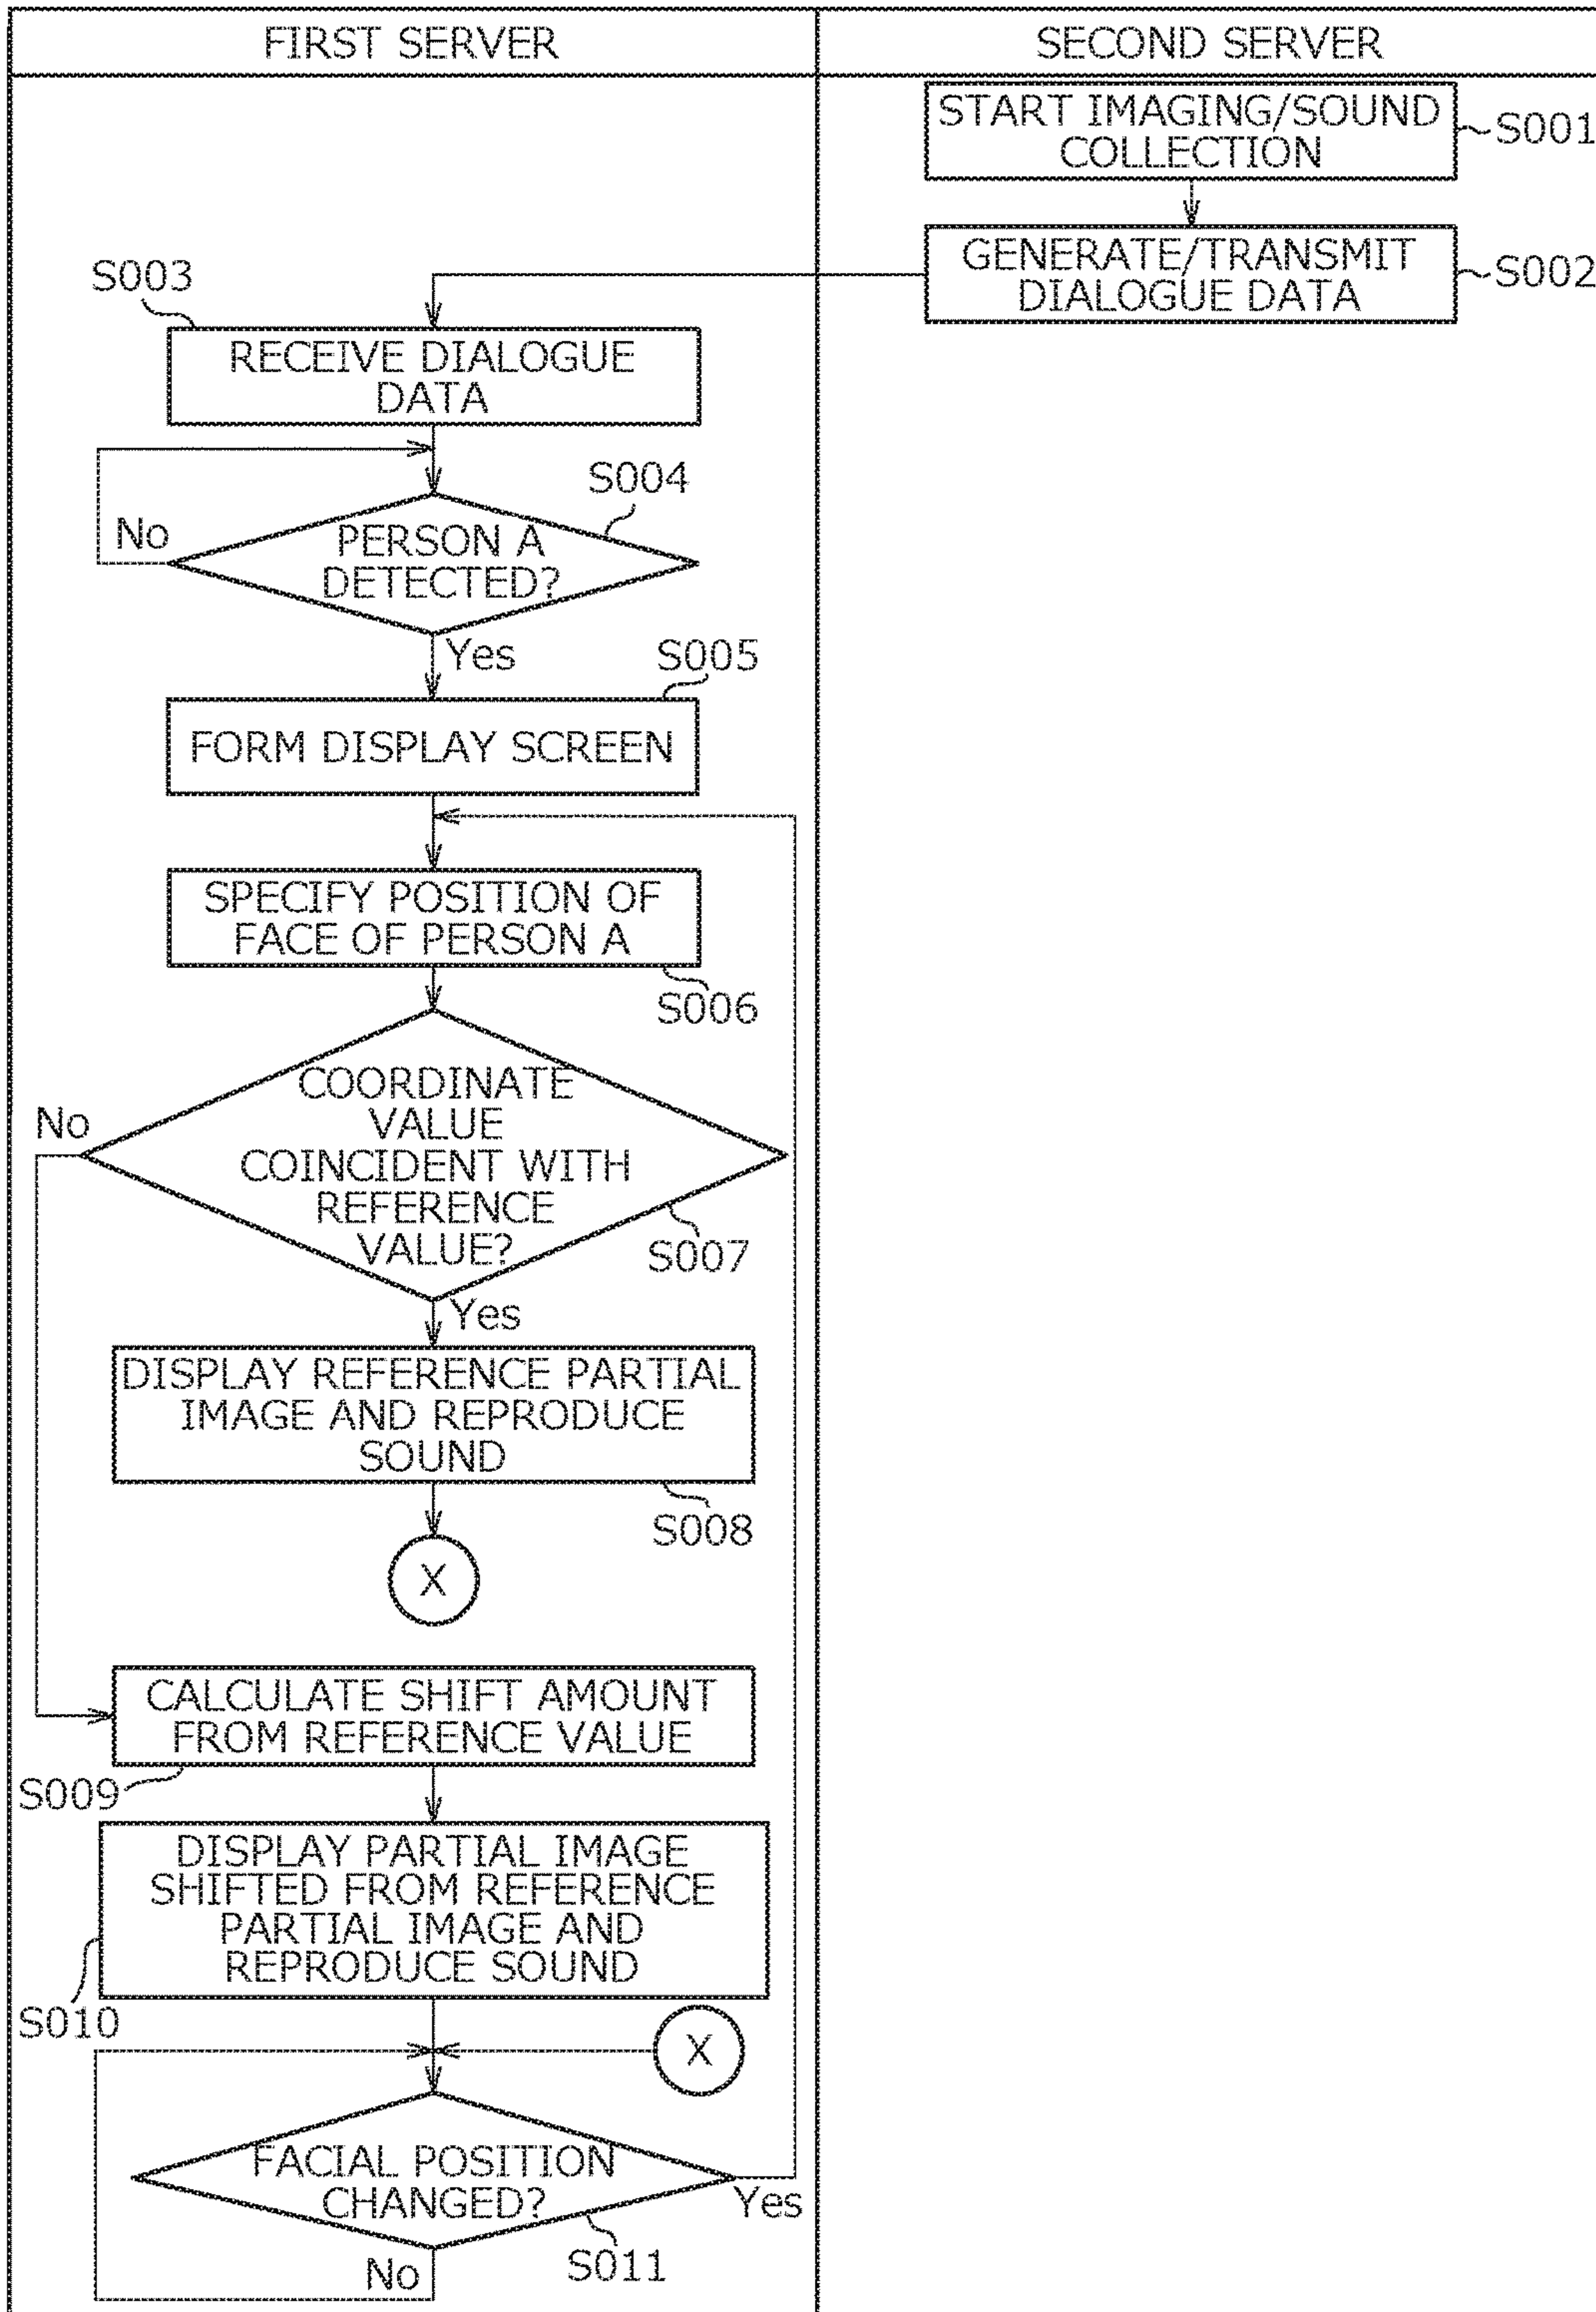 FIRST SERVER
SECOND SERVER
START IMAGING/SOUND
COLLECTION
S001
GENERATE/TRANSMIT
DIALOGUE DATA
S002
S003
RECEIVE DIALOGUE
DATA
S004
No
PERSON A
DETECTED?
Yes
S005
FORM DISPLAY SCREEN
SPECIFY POSITION OF
FACE OF PERSON A
S006
COORDINATE
VALUE
COINCIDENT WITH
REFERENCE
VALUE?
No
S007
Yes
DISPLAY REFERENCE PARTIAL
IMAGE AND REPRODUCE
SOUND
S008
X
CALCULATE SHIFT AMOUNT
FROM REFERENCE VALUE
S009
DISPLAY PARTIAL IMAGE
SHIFTED FROM REFERENCE
PARTIAL IMAGE AND
REPRODUCE SOUND
S010
X
FACIAL POSITION
CHANGED?
Yes
S011
No